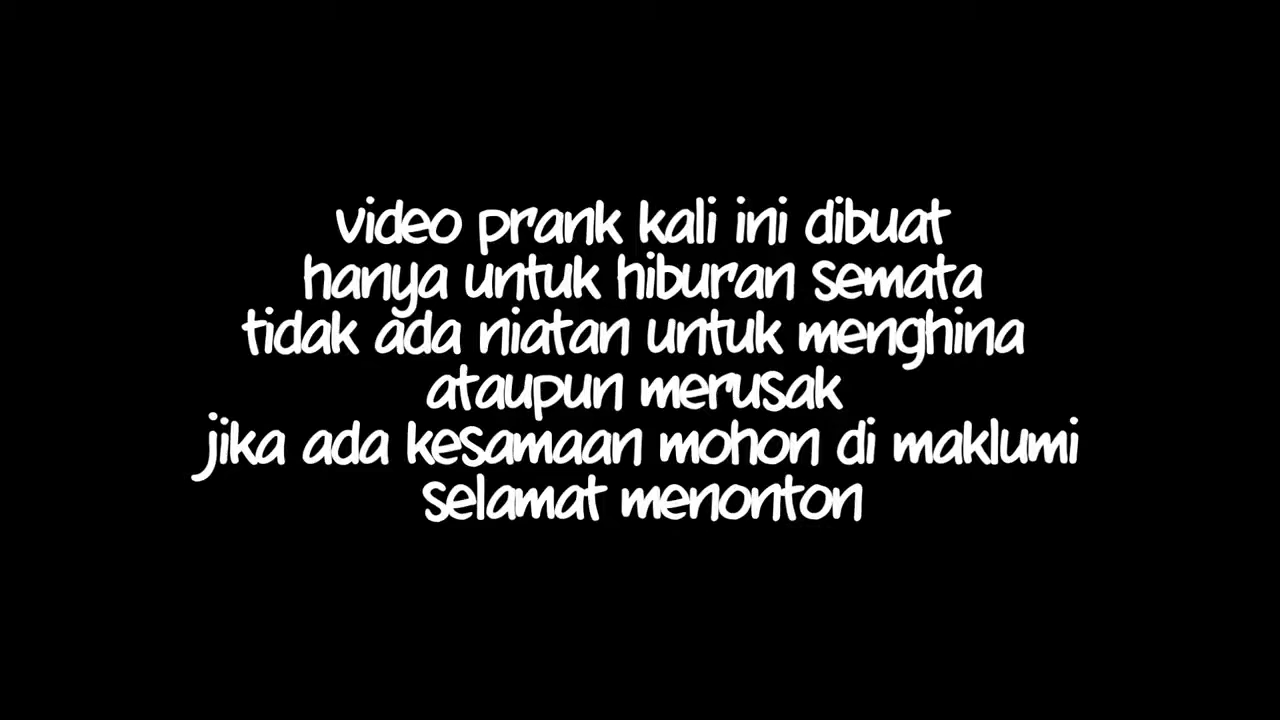 video prank kali ini dibuat
hanya untuk hiburan semata
tidak ada niatan untuk menghina
ataupun merusak
jika ada kesamaan mohon di maklumi
selamat menonton